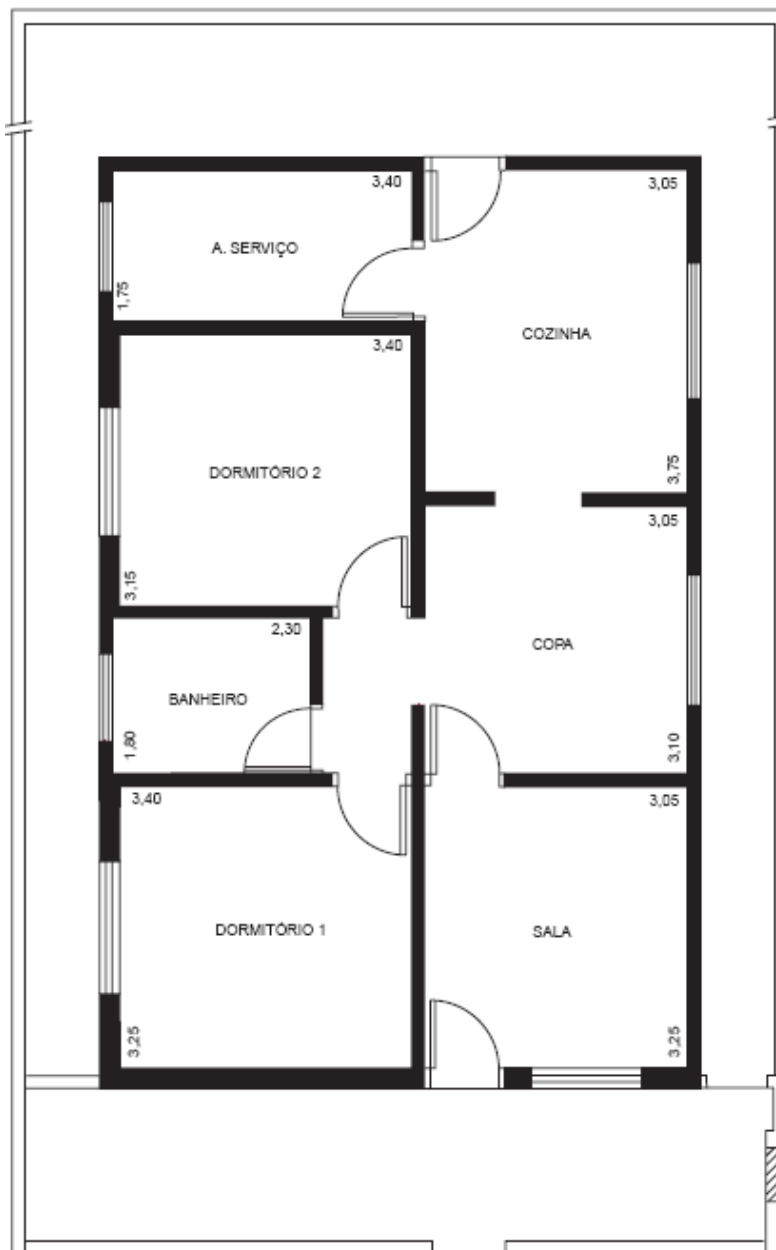 3,40
3,05
A. SERVIÇO
1,75
COZINHA
3,40
DORMITÓRIO 2
3,75
3,05
3,15
2,30
COPA
BANHEIRO
1,80
3,10
3,40
3,05
DORMITÓRIO 1
SALA
3,25
3,25